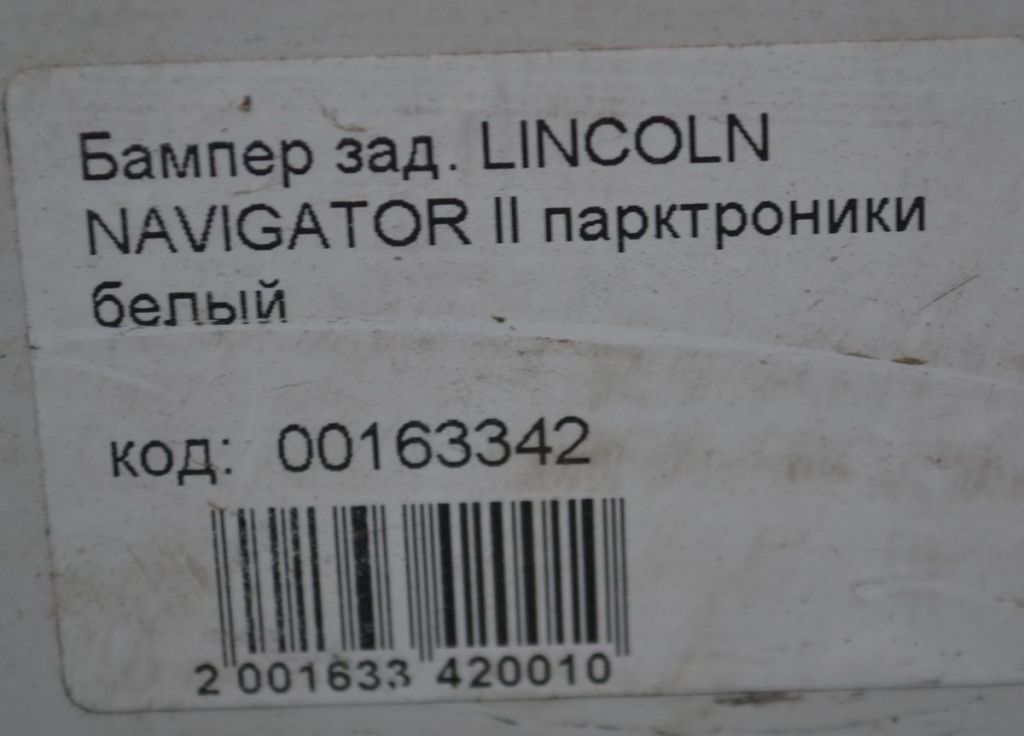 Бампер зад. LINCOLN
NAVIGATOR II парктроники
белый
код: 00163342
2 001633 420010